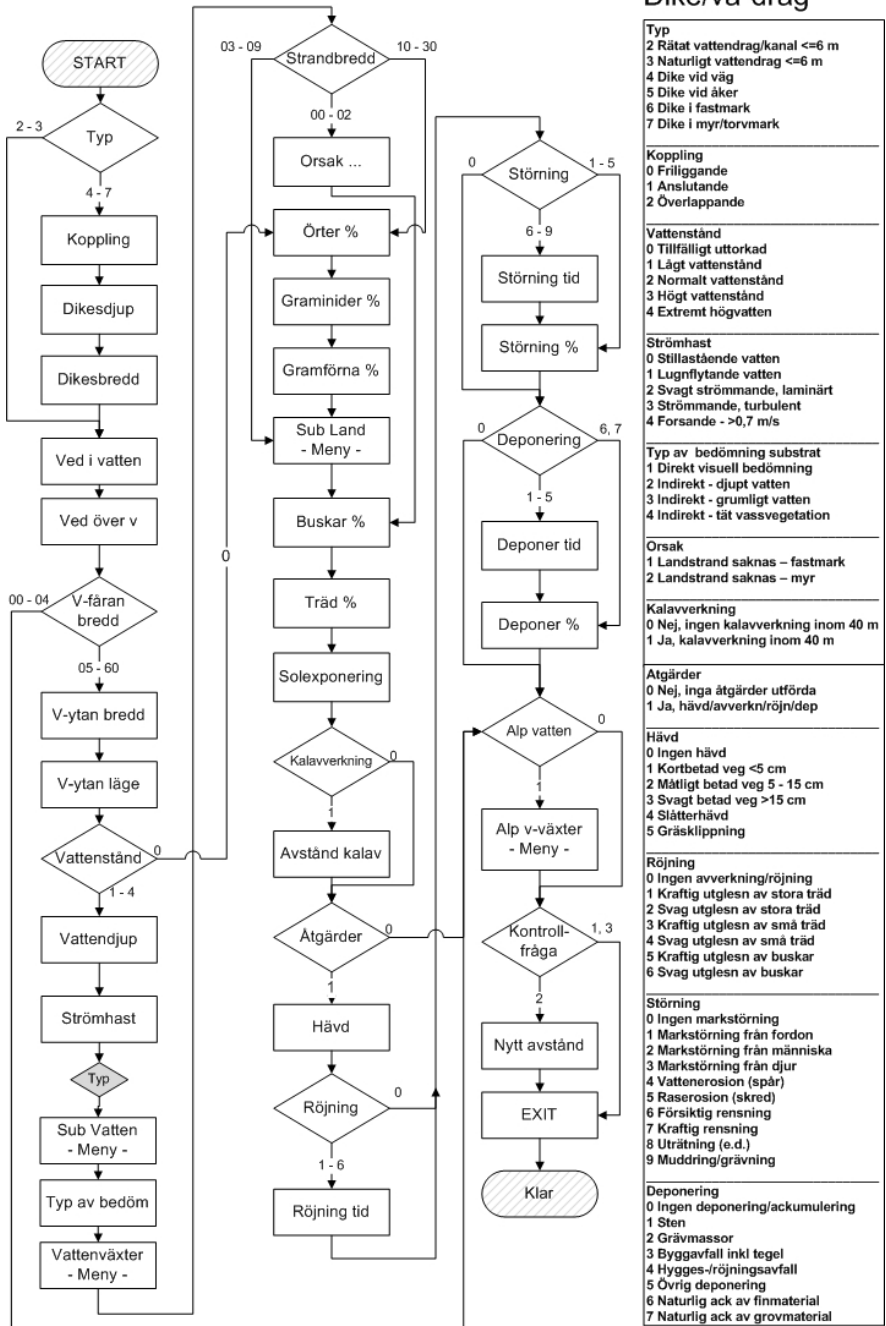 Dike/va-drag
START
2 - 3
Typ
4 - 7
Koppling
Dikesdjup
Dikesbredd
Ved i vatten
Ved över v
00 - 04
V-fåran
bredd
05 - 60
V-ytan bredd
V-ytan läge
Vattenstånd
0
1 - 4
Vattendjup
Strömhast
Typ
Sub Vatten
- Meny -
Typ av bedöm
Vattenväxter
- Meny -
03 - 09
Strandbredd
10 - 30
00 - 02
Orsak ...
Örter %
Graminider %
Gramförna %
Sub Land
- Meny -
0
Buskar %
Träd %
Solexponering
Kalavverkning
0
1
Avstånd kalav
Åtgärder
0
1
Hävd
Röjning
0
1 - 6
Röjning tid
0
Störning
1 - 5
6 - 9
Störning tid
Störning %
0
Deponering
6, 7
1 - 5
Deponer tid
Deponer %
Alp vatten
0
1
Alp v-växter
- Meny -
Kontroll-
fråga
1, 3
2
Nytt avstånd
EXIT
Klar
Typ
2 Rätat vattendrag/kanal <=6 m
3 Naturligt vattendrag <=6 m
4 Dike vid väg
5 Dike vid åker
6 Dike i fastmark
7 Dike i myr/torvmark
Koppling
0 Friliggande
1 Anslutande
2 Överlappande
Vattenstånd
0 Tillfälligt uttorkad
1 Lågt vattenstånd
2 Normalt vattenstånd
3 Högt vattenstånd
4 Extremt högvatten
Strömhast
0 Stillastående vatten
1 Lugnflytande vatten
2 Svagt strömmande, laminärt
3 Strömmande, turbulent
4 Forsande - >0,7 m/s
Typ av bedömning substrat
1 Direkt visuell bedömning
2 Indirekt - djupt vatten
3 Indirekt - grumligt vatten
4 Indirekt - tät vassvegetation
Orsak
1 Landstrand saknas – fastmark
2 Landstrand saknas – myr
Kalavverkning
0 Nej, ingen kalavverkning inom 40 m
1 Ja, kalavverkning inom 40 m
Åtgärder
0 Nej, inga åtgärder utförda
1 Ja, hävd/avverkn/röjn/dep
Hävd
0 Ingen hävd
1 Kortbetad veg <5 cm
2 Måtligt betad veg 5 - 15 cm
3 Svagt betad veg >15 cm
4 Slåtterhävd
5 Gräsklippning
Röjning
0 Ingen avverkning/röjning
1 Kraftig utglesn av stora träd
2 Svag utglesn av stora träd
3 Kraftig utglesn av små träd
4 Svag utglesn av små träd
5 Kraftig utglesn av buskar
6 Svag utglesn av buskar
Störning
0 Ingen markstörning
1 Markstörning från fordon
2 Markstörning från människa
3 Markstörning från djur
4 Vattenerosion (spår)
5 Raserosion (skred)
6 Försiktig rensning
7 Kraftig rensning
8 Uträtning (e.d.)
9 Muddring/grävning
Deponering
0 Ingen deponering/ackumulering
1 Sten
2 Grävmassor
3 Byggavfall inkl tegel
4 Hygges-/röjningsavfall
5 Övrig deponering
6 Naturlig ack av finmaterial
7 Naturlig ack av grovmaterial